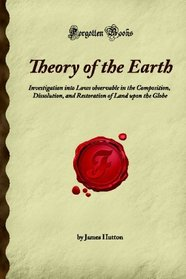 Forgotten Books
Theory of the Earth
Investigation into Laws observable in the Composition,
Dissolution, and Restoration of Land upon the Globe
F
by James Hutton